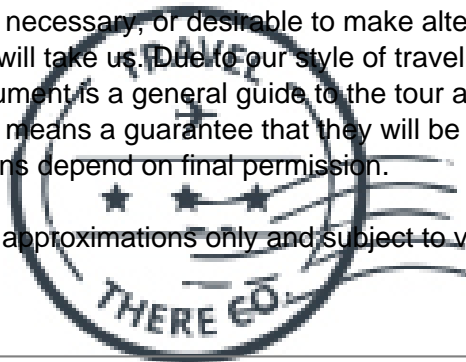 necessary, or desirable to make alte
will take us. Due to our style of travel
ument is a general guide to the tour a
means a guarantee that they will be
ns depend on final permission.
approximations only and subject to v
TRAVEL
THERE CO.